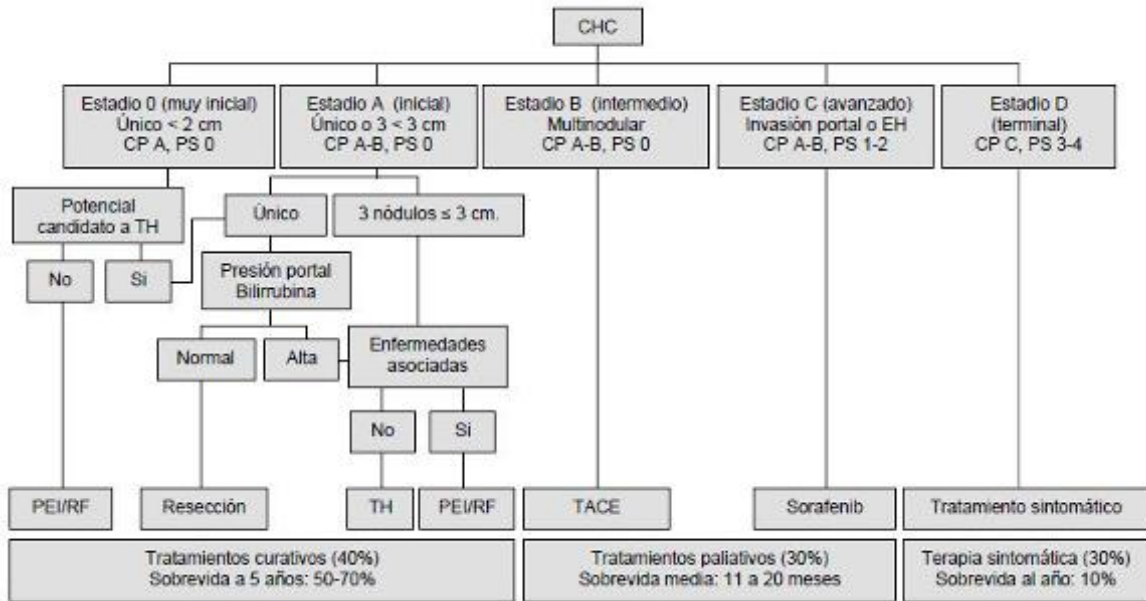 CHC
Estadio 0 (muy inicial)
Único < 2 cm
CP A, PS 0
Estadio A (inicial)
Único o 3 < 3 cm
CP A-B, PS 0
Estadio B (intermedio)
Multinodular
CP A-B, PS 0
Estadio C (avanzado)
Invasión portal o EH
CP A-B, PS 1-2
Estadio D
(terminal)
CP C, PS 3-4
Potencial
candidato a TH
Único
3 nódulos ≤ 3 cm.
No
Si
Presión portal
Bilirrubina
Normal
Alta
Enfermedades
asociadas
No
Si
PEI/RF
Resección
TH
PEI/RF
TACE
Sorafenib
Tratamiento sintomático
Tratamientos curativos (40%)
Sobrevida a 5 años: 50-70%
Tratamientos paliativos (30%)
Sobrevida media: 11 a 20 meses
Terapia sintomática (30%)
Sobrevida al año: 10%